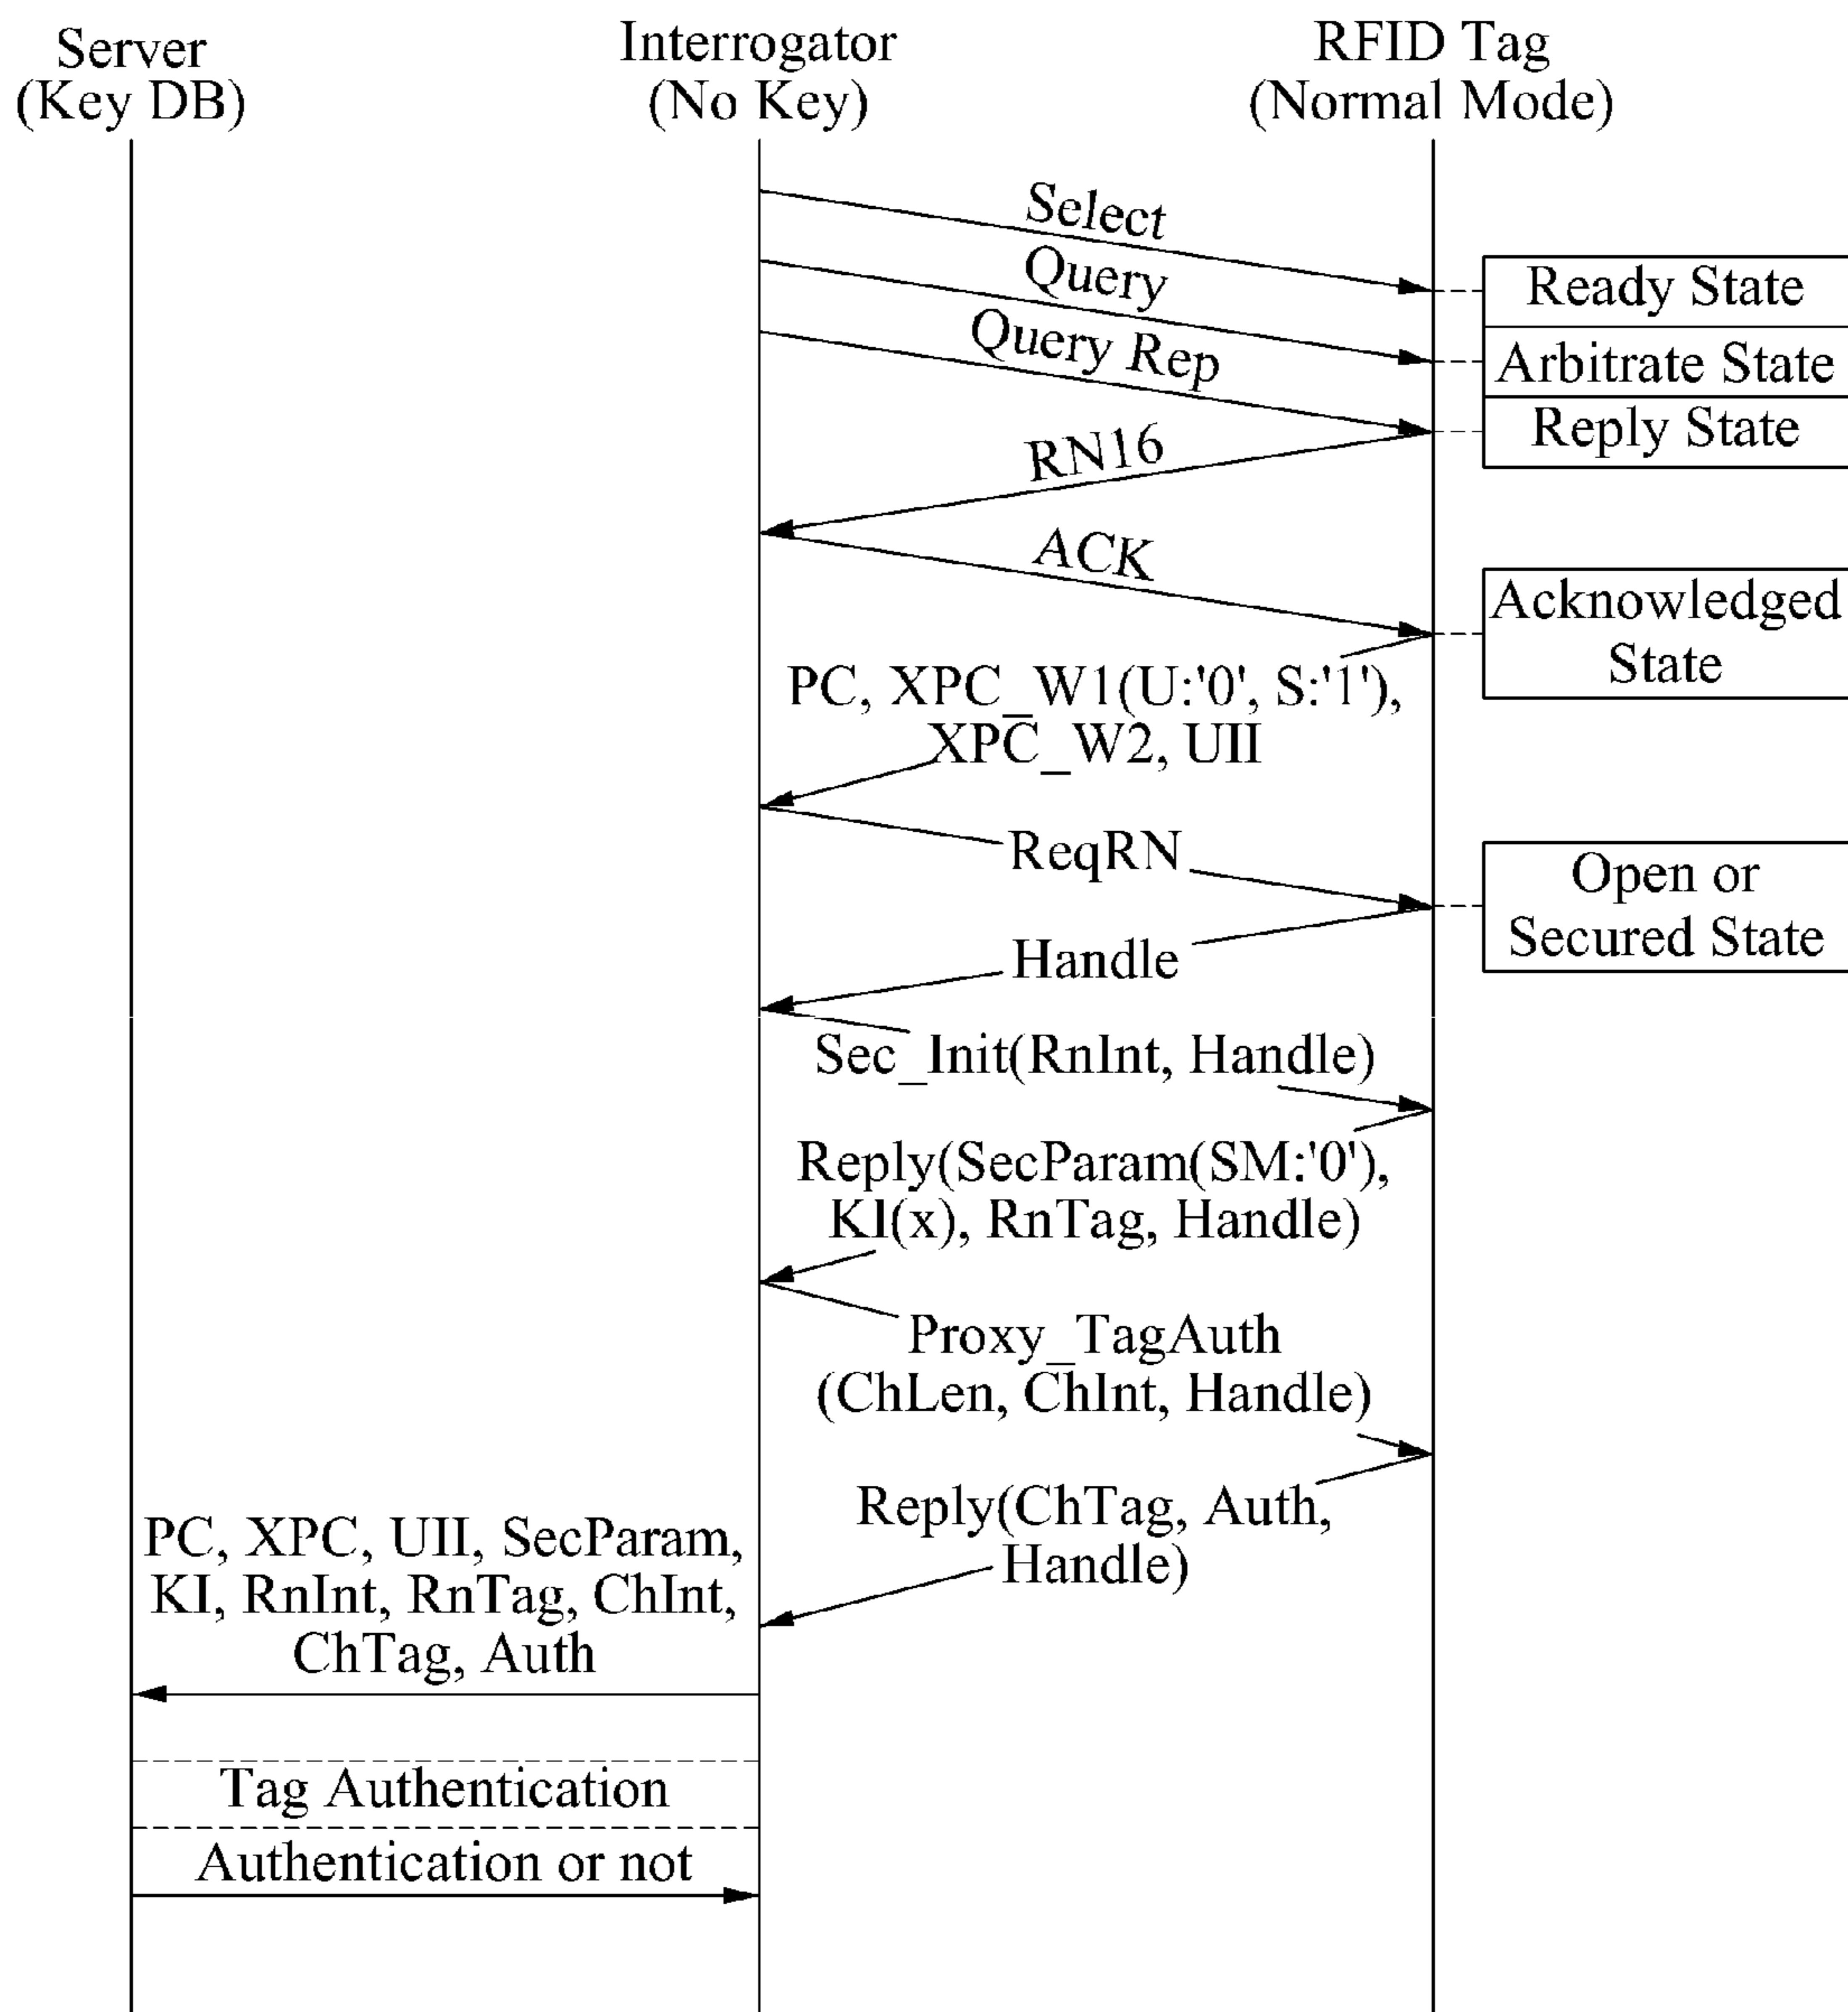 Server
(Key DB)
Interrogator
(No Key)
RFID Tag
(Normal Mode)
Select
Query
Ready State
Query Rep
Arbitrate State
Reply State
RN16
ACK
Acknowledged
State
PC, XPC_W1(U:'0', S:'1'),
XPC_W2, UII
ReqRN
Open or
Secured State
Handle
Sec_Init(RnInt, Handle)
Reply(SecParam(SM:'0'),
KI(x), RnTag, Handle)
Proxy_TagAuth
(ChLen, ChInt, Handle)
Reply(ChTag, Auth,
Handle)
PC, XPC, UII, SecParam,
KI, RnInt, RnTag, ChInt,
ChTag, Auth
Tag Authentication
Authentication or not